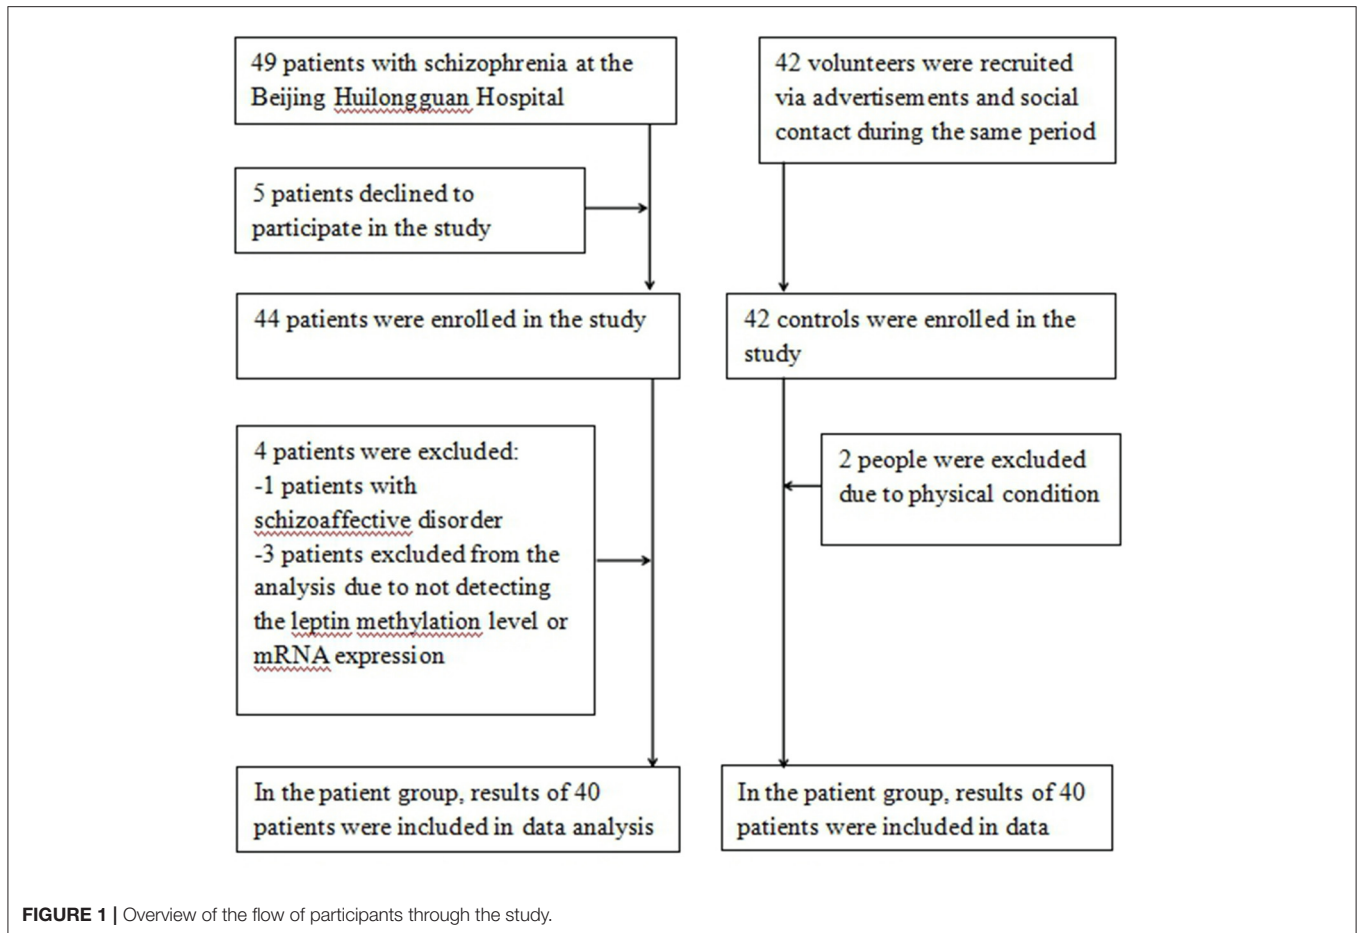 49 patients with schizophrenia at the
Beijing Huilongguan Hospital
42 volunteers were recruited
via advertisements and social
contact during the same period
5 patients declined to
participate in the study
44 patients were enrolled in the study
42 controls were enrolled in the
study
4 patients were excluded:
-1 patients with
schizoaffective disorder
-3 patients excluded from the
analysis due to not detecting
the leptin methylation level or
mRNA expression
2 people were excluded
due to physical condition
In the patient group, results of 40
patients were included in data analysis
In the patient group, results of 40
patients were included in data
FIGURE 1 | Overview of the flow of participants through the study.